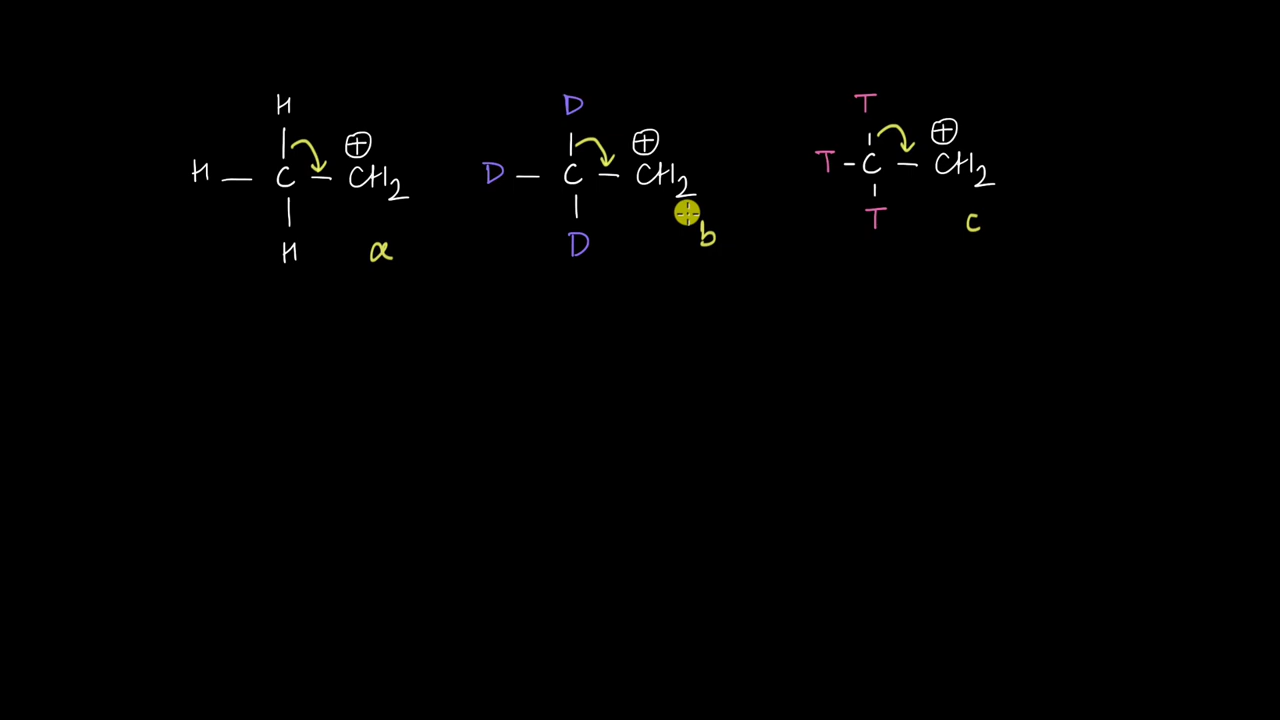 H D T
H — C — CH₂ ⊕ D — C — CH₂ ⊕ T - C — CH₂ ⊕
H a D b T c